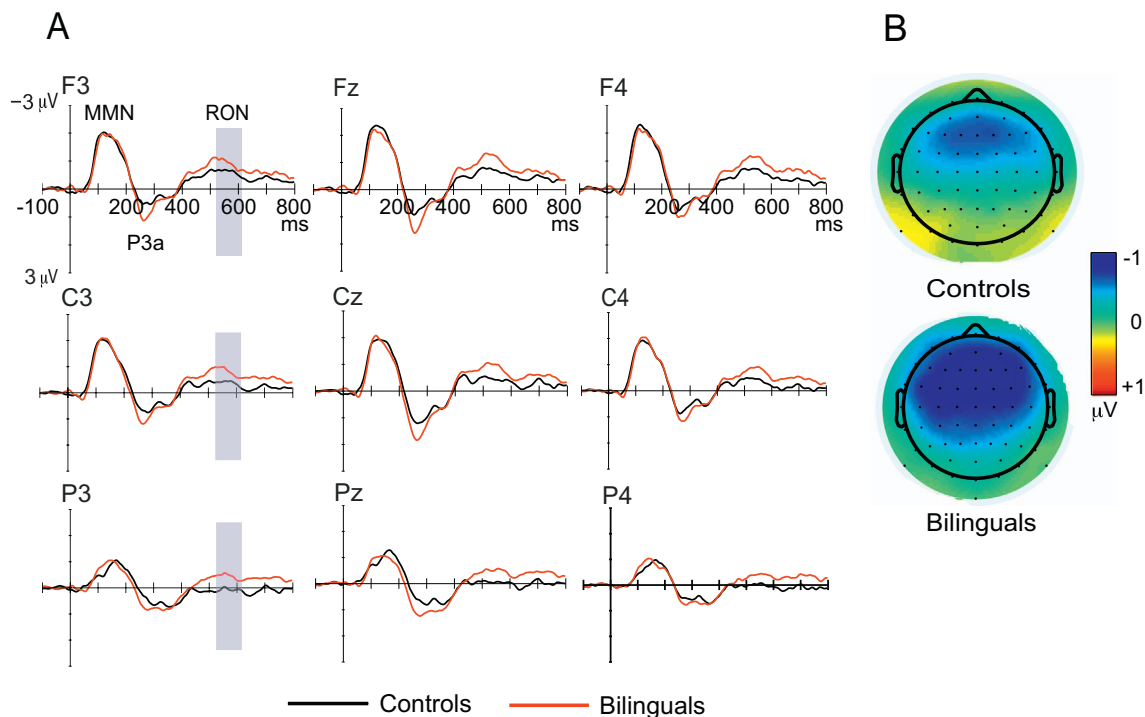 A
B
F3
Fz
F4
−3 µV
MMN
RON
-100
200
400
600
800
ms
200
400
600
800
ms
200
400
600
800
ms
P3a
3 µV
Controls
C3
Cz
C4
-1
0
+1
µV
P3
Pz
P4
Bilinguals
Controls
Bilinguals